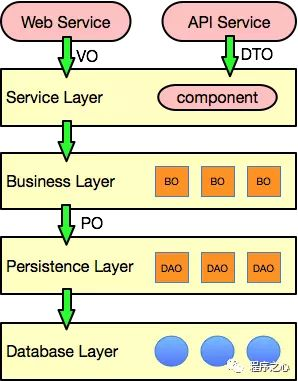 Web Service
API Service
VO
DTO
Service Layer
component
Business Layer
BO
BO
BO
PO
Persistence Layer
DAO
DAO
DAO
Database Layer
程序之心